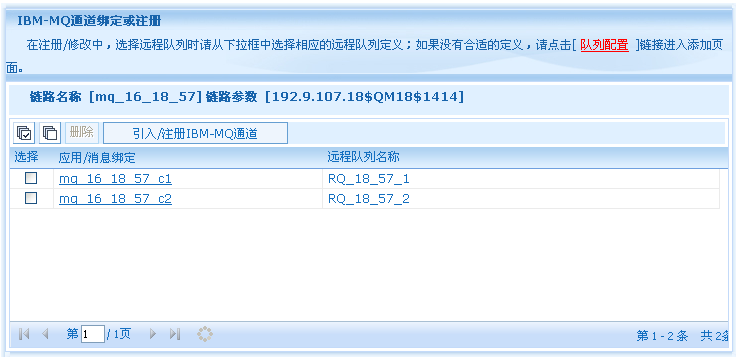 IBM-MQ通道绑定或注册
在注册/修改中，选择远程队列时请从下拉框中选择相应的远程队列定义；如果没有合适的定义，请点击[ 队列配置 ]链接进入添加页
面。
链路名称 [mq_16_18_57] 链路参数 [192.9.107.18$QM18$1414]
删除 引入/注册IBM-MQ通道
选择 应用/消息绑定 远程队列名称
mq_16_18_57_c1 RQ_18_57_1
mq_16_18_57_c2 RQ_18_57_2
第 1 / 1页 第 1 - 2 条 共 2条